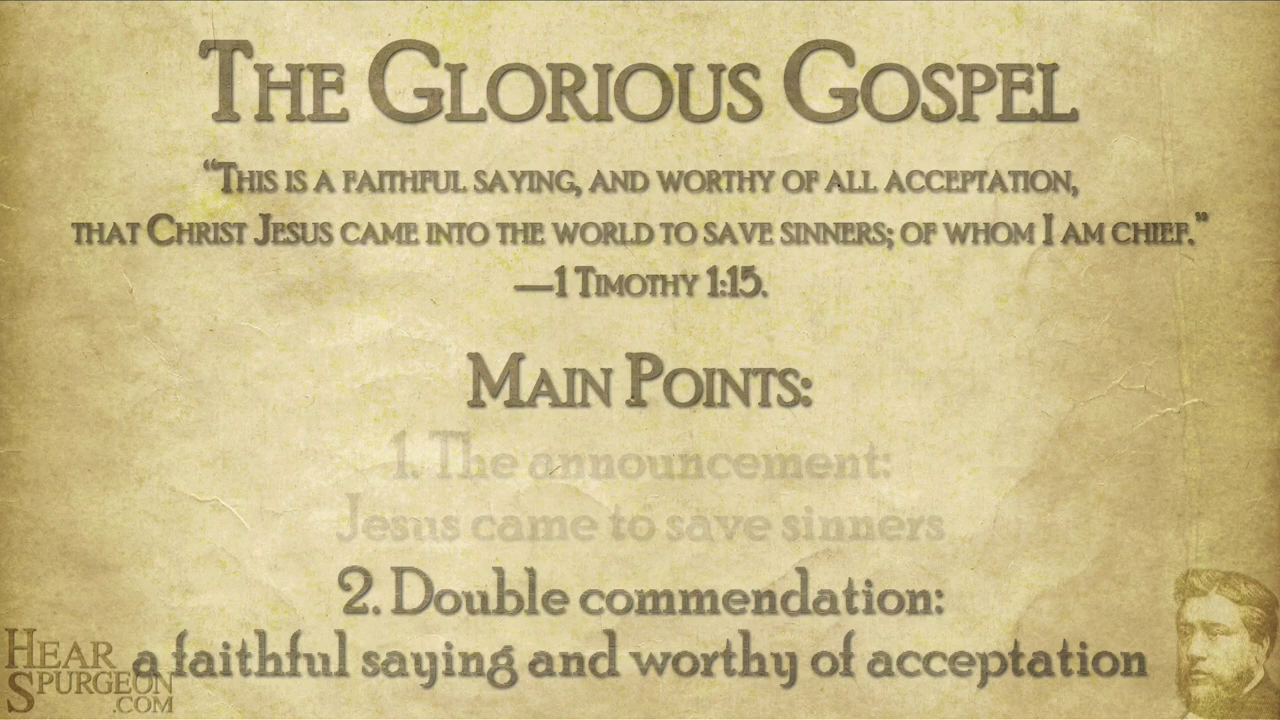 The Glorious Gospel
“This is a faithful saying, and worthy of all acceptation,
that Christ Jesus came into the world to save sinners; of whom I am chief.”
—1 Timothy 1:15.
Main Points:
1. The announcement:
Jesus came to save sinners
2. Double commendation:
a faithful saying and worthy of acceptation
Hear
Spurgeon
.com